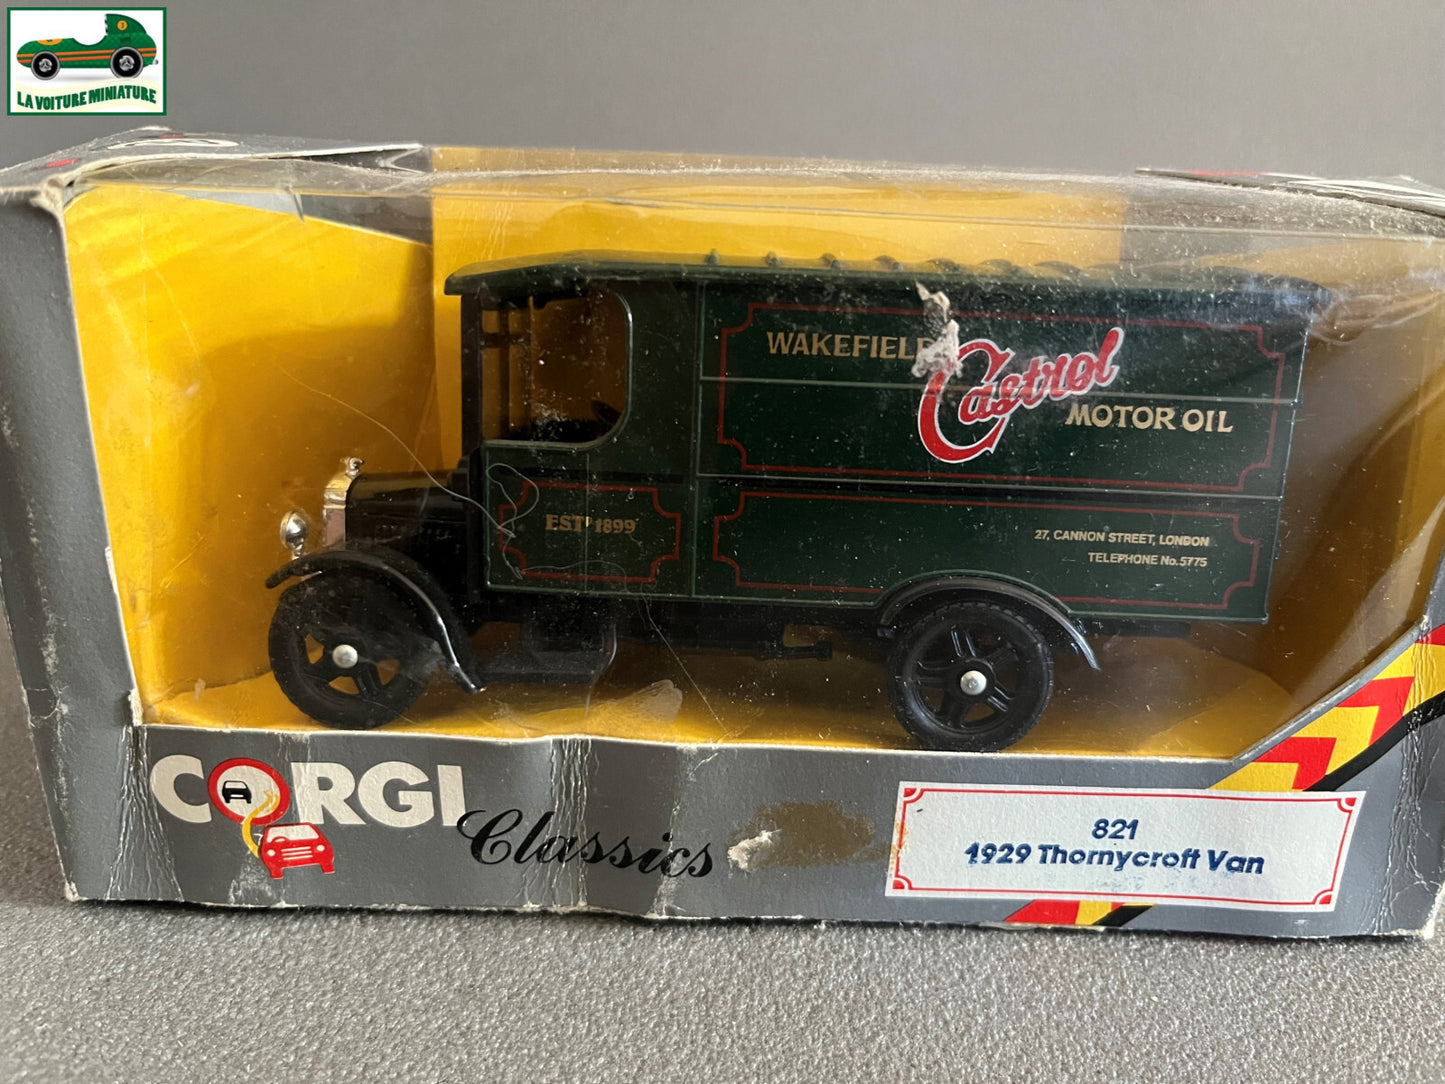 LA VOITURE MINIATURE
WAKEFIELD
Castrol
MOTOR OIL
EST' 1899
27, CANNON STREET, LONDON
TELEPHONE No. 5775
CORGI
Classics
821
1929 Thornycroft Van